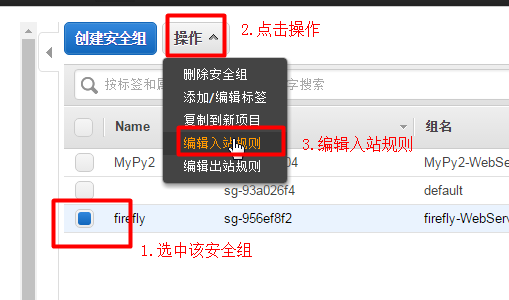 2.点击操作
创建安全组 操作
删除安全组
按标签和 字搜索
添加/编辑标签
复制到新项目
Name 组名
编辑入站规则
3.编辑入站规则
MyPy2 04 MyPy2-WebSer
编辑出站规则
sg-93a026f4 default
firefly sg-956ef8f2 firefly-WebSer
1.选中该安全组